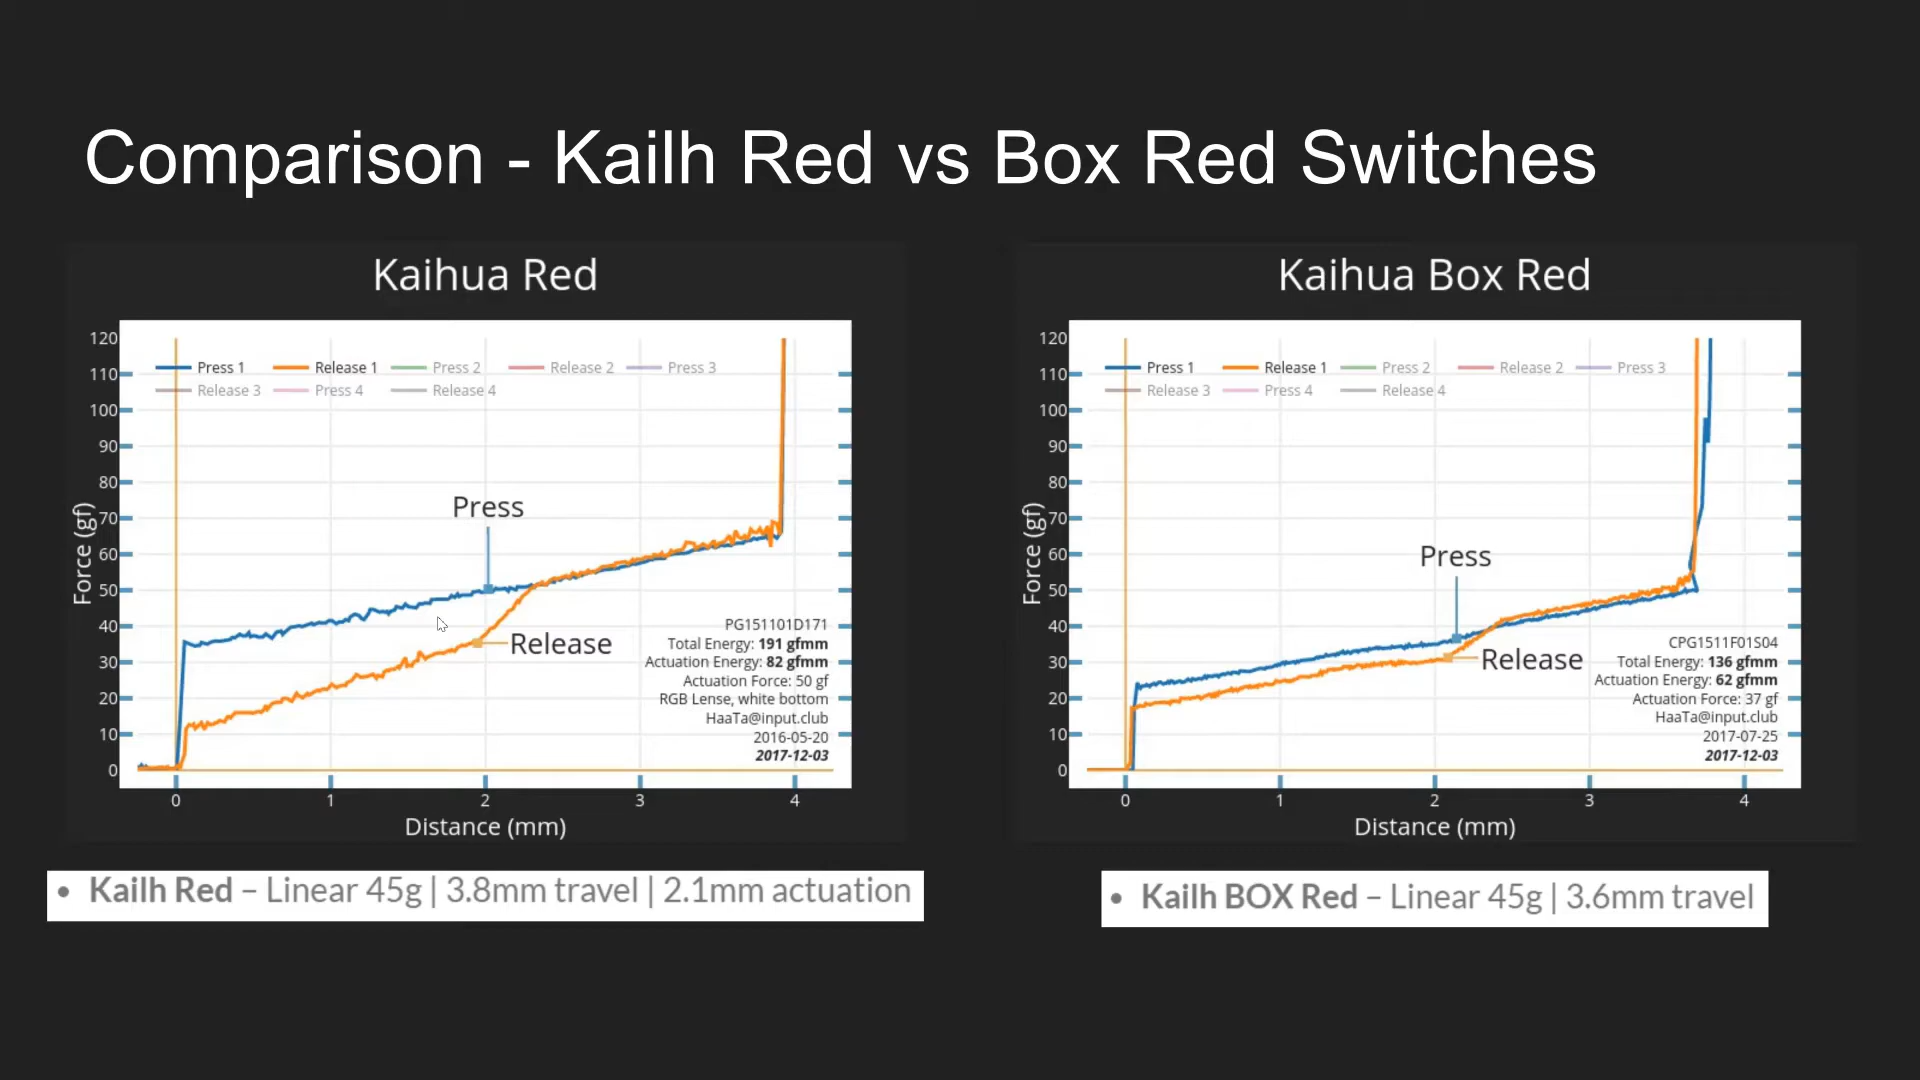 Comparison - Kailh Red vs Box Red Switches
Kaihua Red
120
110
100
90
80
70
60
50
40
30
20
10
0
Force (gf)
Press 1 Release 1 Press 2 Release 2 Press 3
Release 3 Press 4 Release 4
Press
Release
PG151101D171
Total Energy: 191 gfmm
Actuation Energy: 82 gfmm
Actuation Force: 50 gf
RGB Lense, white bottom
HaaTa@input.club
2016-05-20
2017-12-03
0 1 2 3 4
Distance (mm)
• Kailh Red – Linear 45g | 3.8mm travel | 2.1mm actuation
Kaihua Box Red
120
110
100
90
80
70
60
50
40
30
20
10
0
Force (gf)
Press 1 Release 1 Press 2 Release 2 Press 3
Release 3 Press 4 Release 4
Press
Release
CPG1511F01S04
Total Energy: 136 gfmm
Actuation Energy: 62 gfmm
Actuation Force: 37 gf
HaaTa@input.club
2017-07-25
2017-12-03
0 1 2 3 4
Distance (mm)
• Kailh BOX Red – Linear 45g | 3.6mm travel